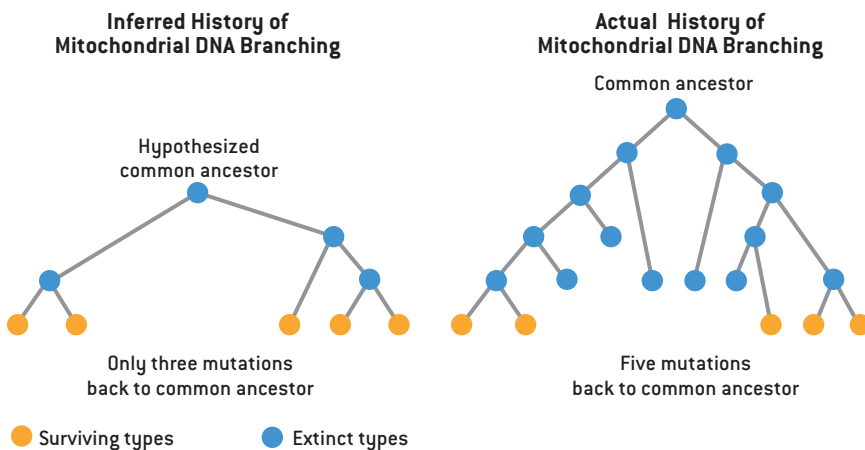 Inferred History of
Mitochondrial DNA Branching
Hypothesized
common ancestor
Only three mutations
back to common ancestor
Actual History of
Mitochondrial DNA Branching
Common ancestor
Five mutations
back to common ancestor
Surviving types
Extinct types